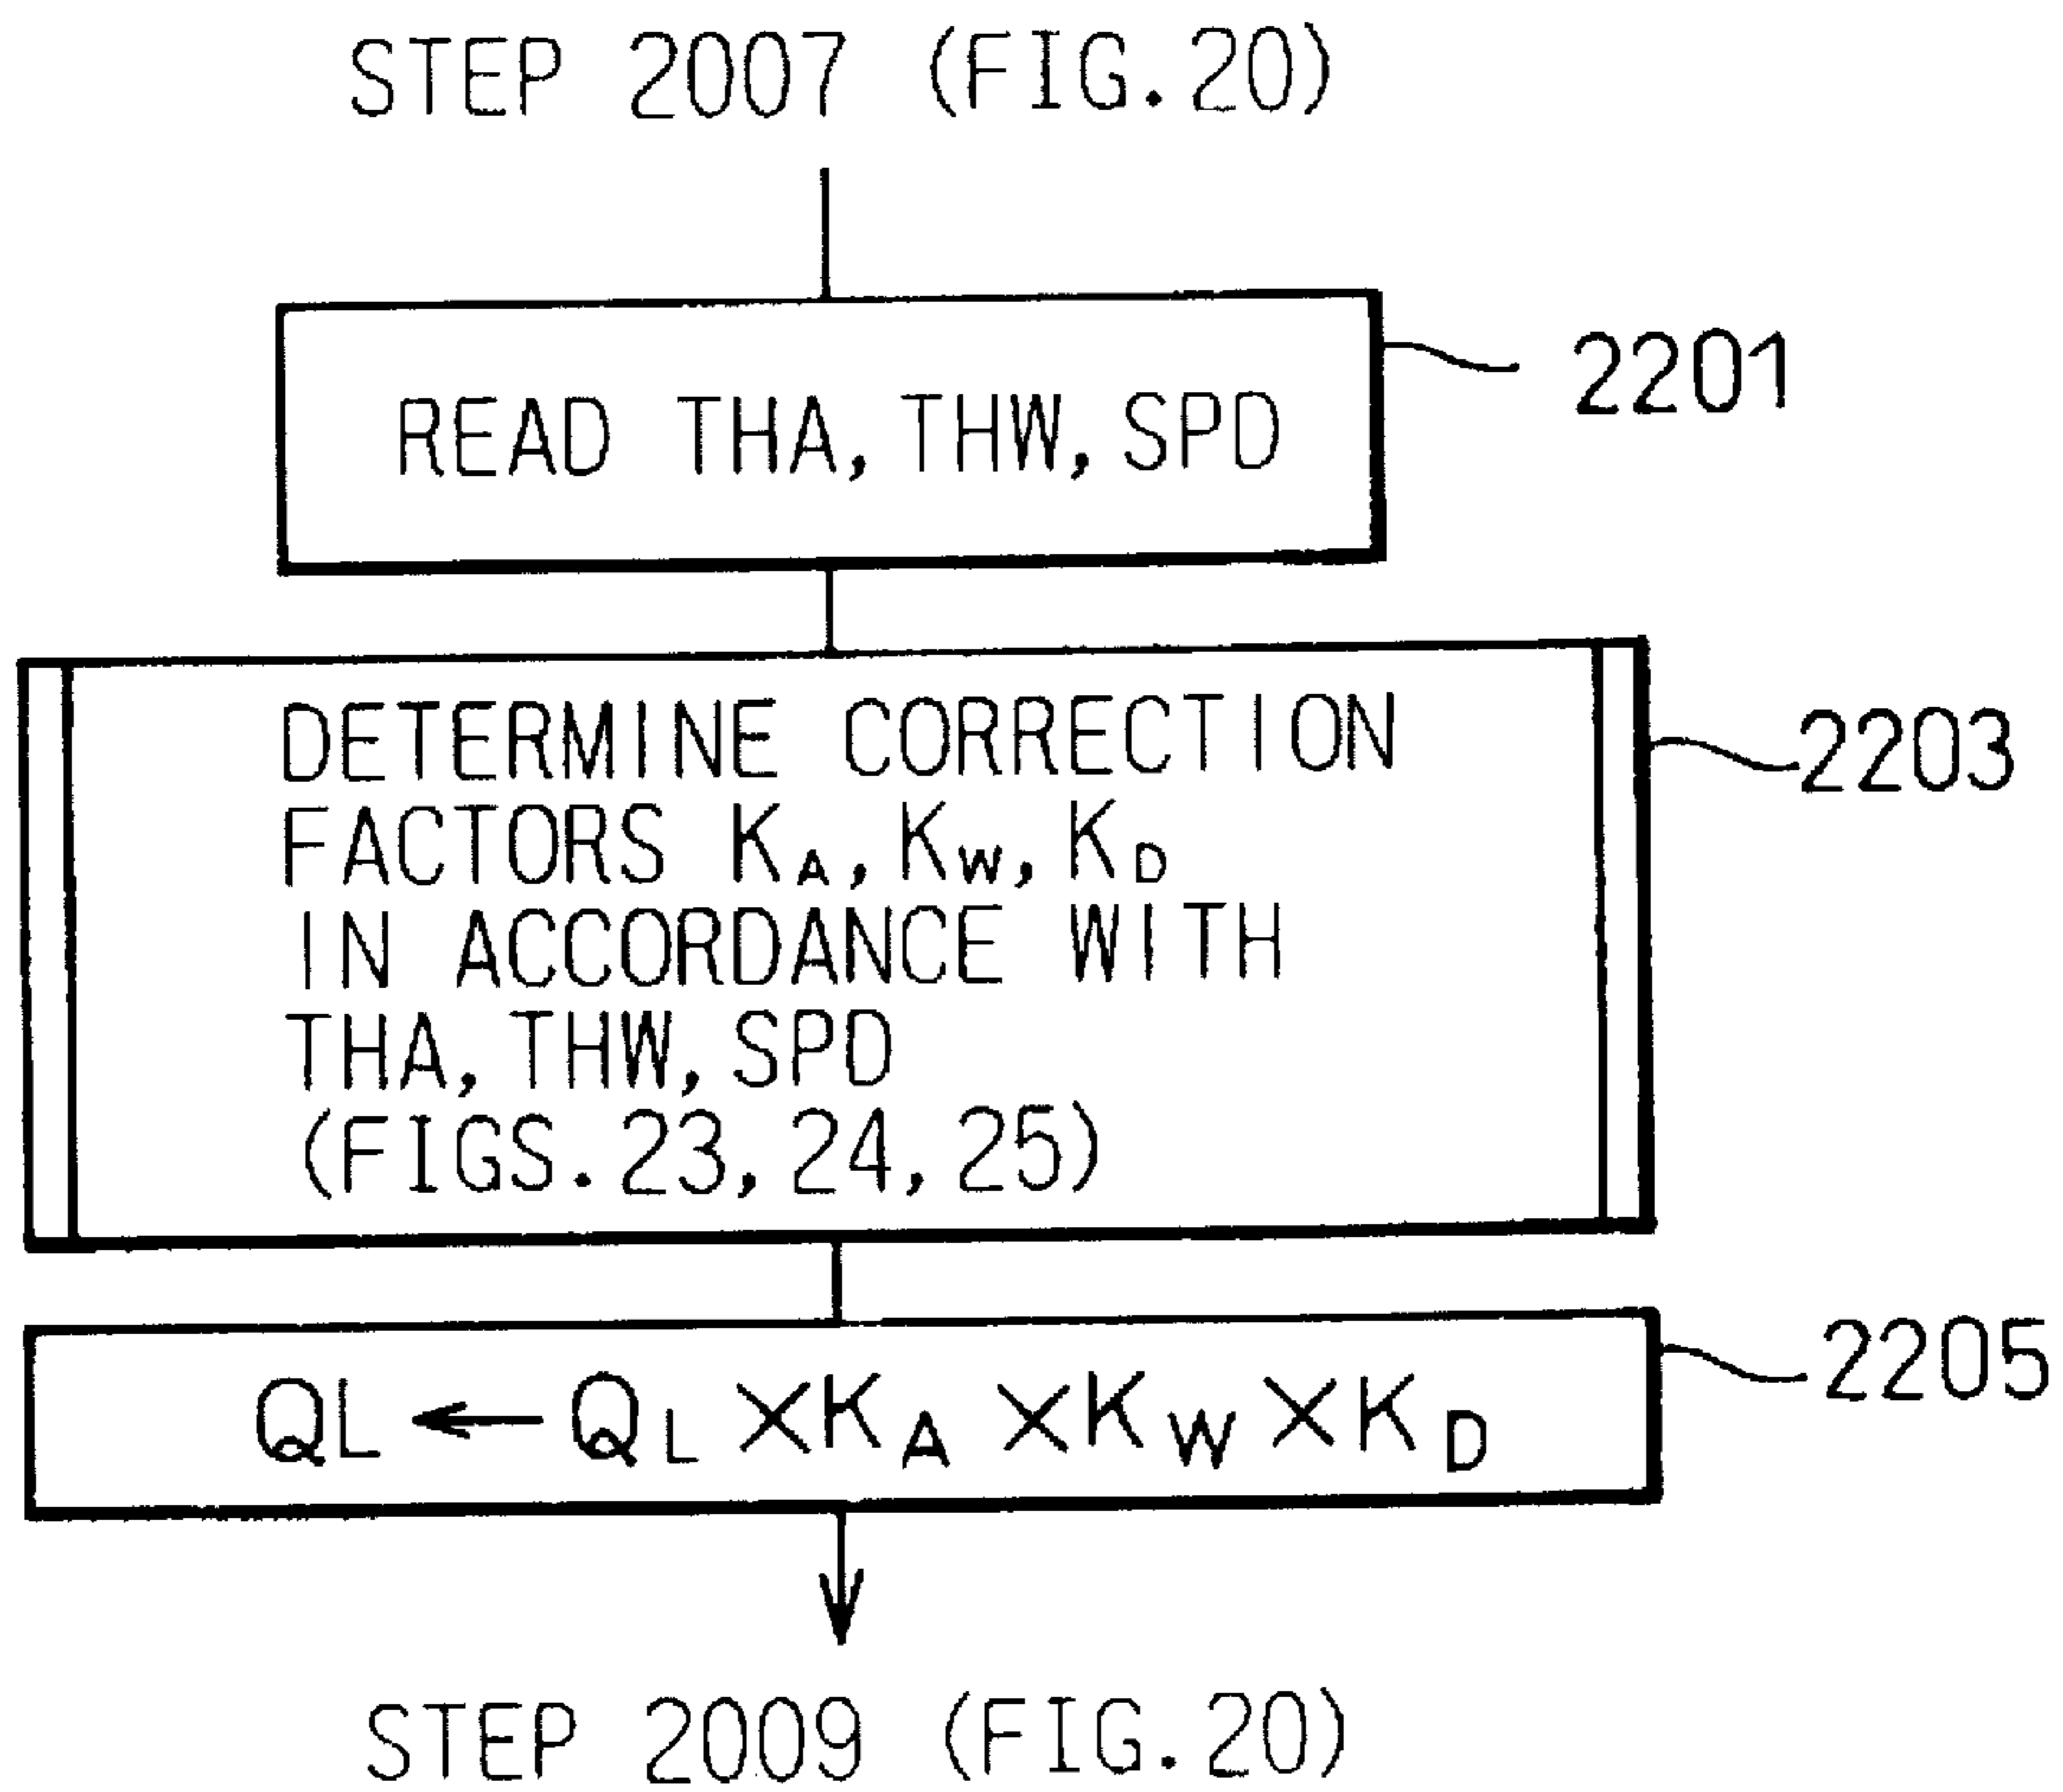 STEP 2007 (FIG.20)
READ THA, THW, SPD
2201
DETERMINE CORRECTION
FACTORS KA, KW, KD
IN ACCORDANCE WITH
THA, THW, SPD
(FIGS.23, 24, 25)
2203
QL ← QL × KA × KW × KD
2205
STEP 2009 (FIG.20)